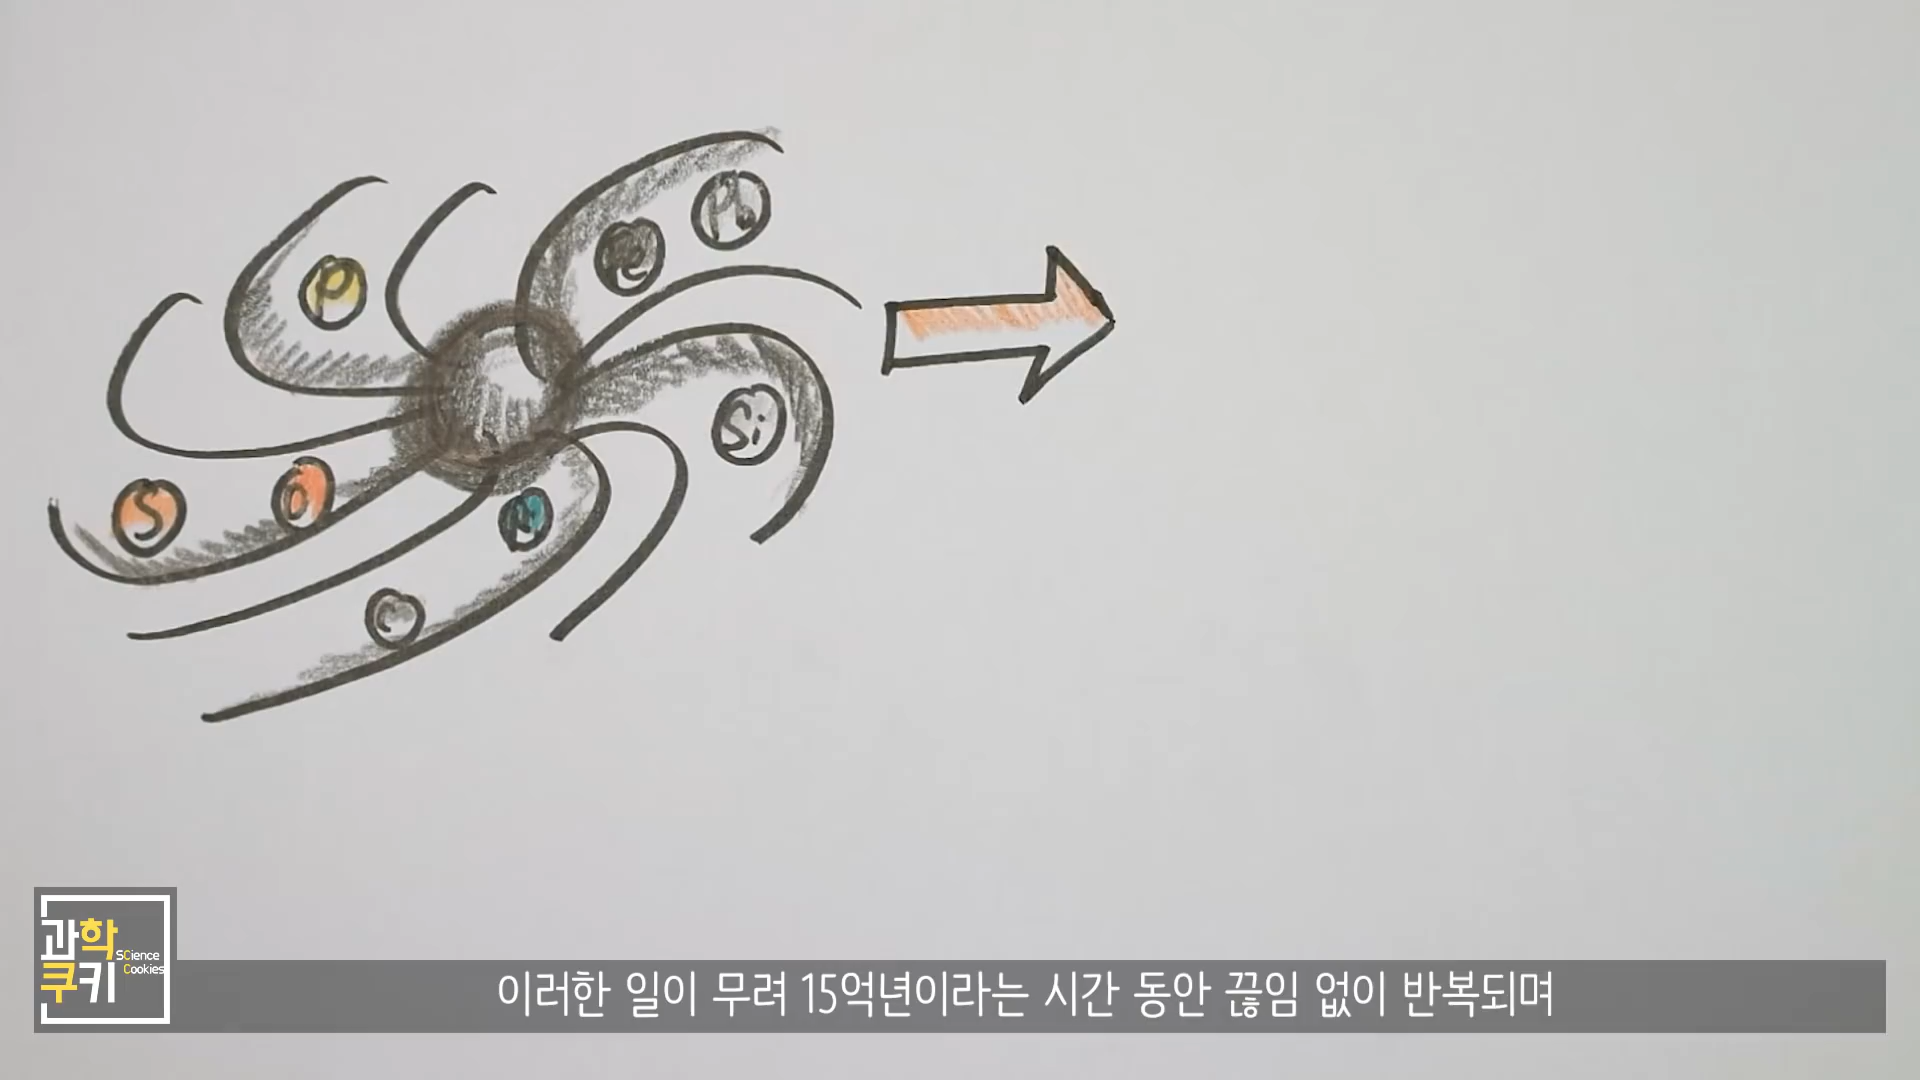 P
Si
S
O
N
C
과학
쿠키
SCience
Cookies
이러한 일이 무려 15억년이라는 시간 동안 끊임 없이 반복되며